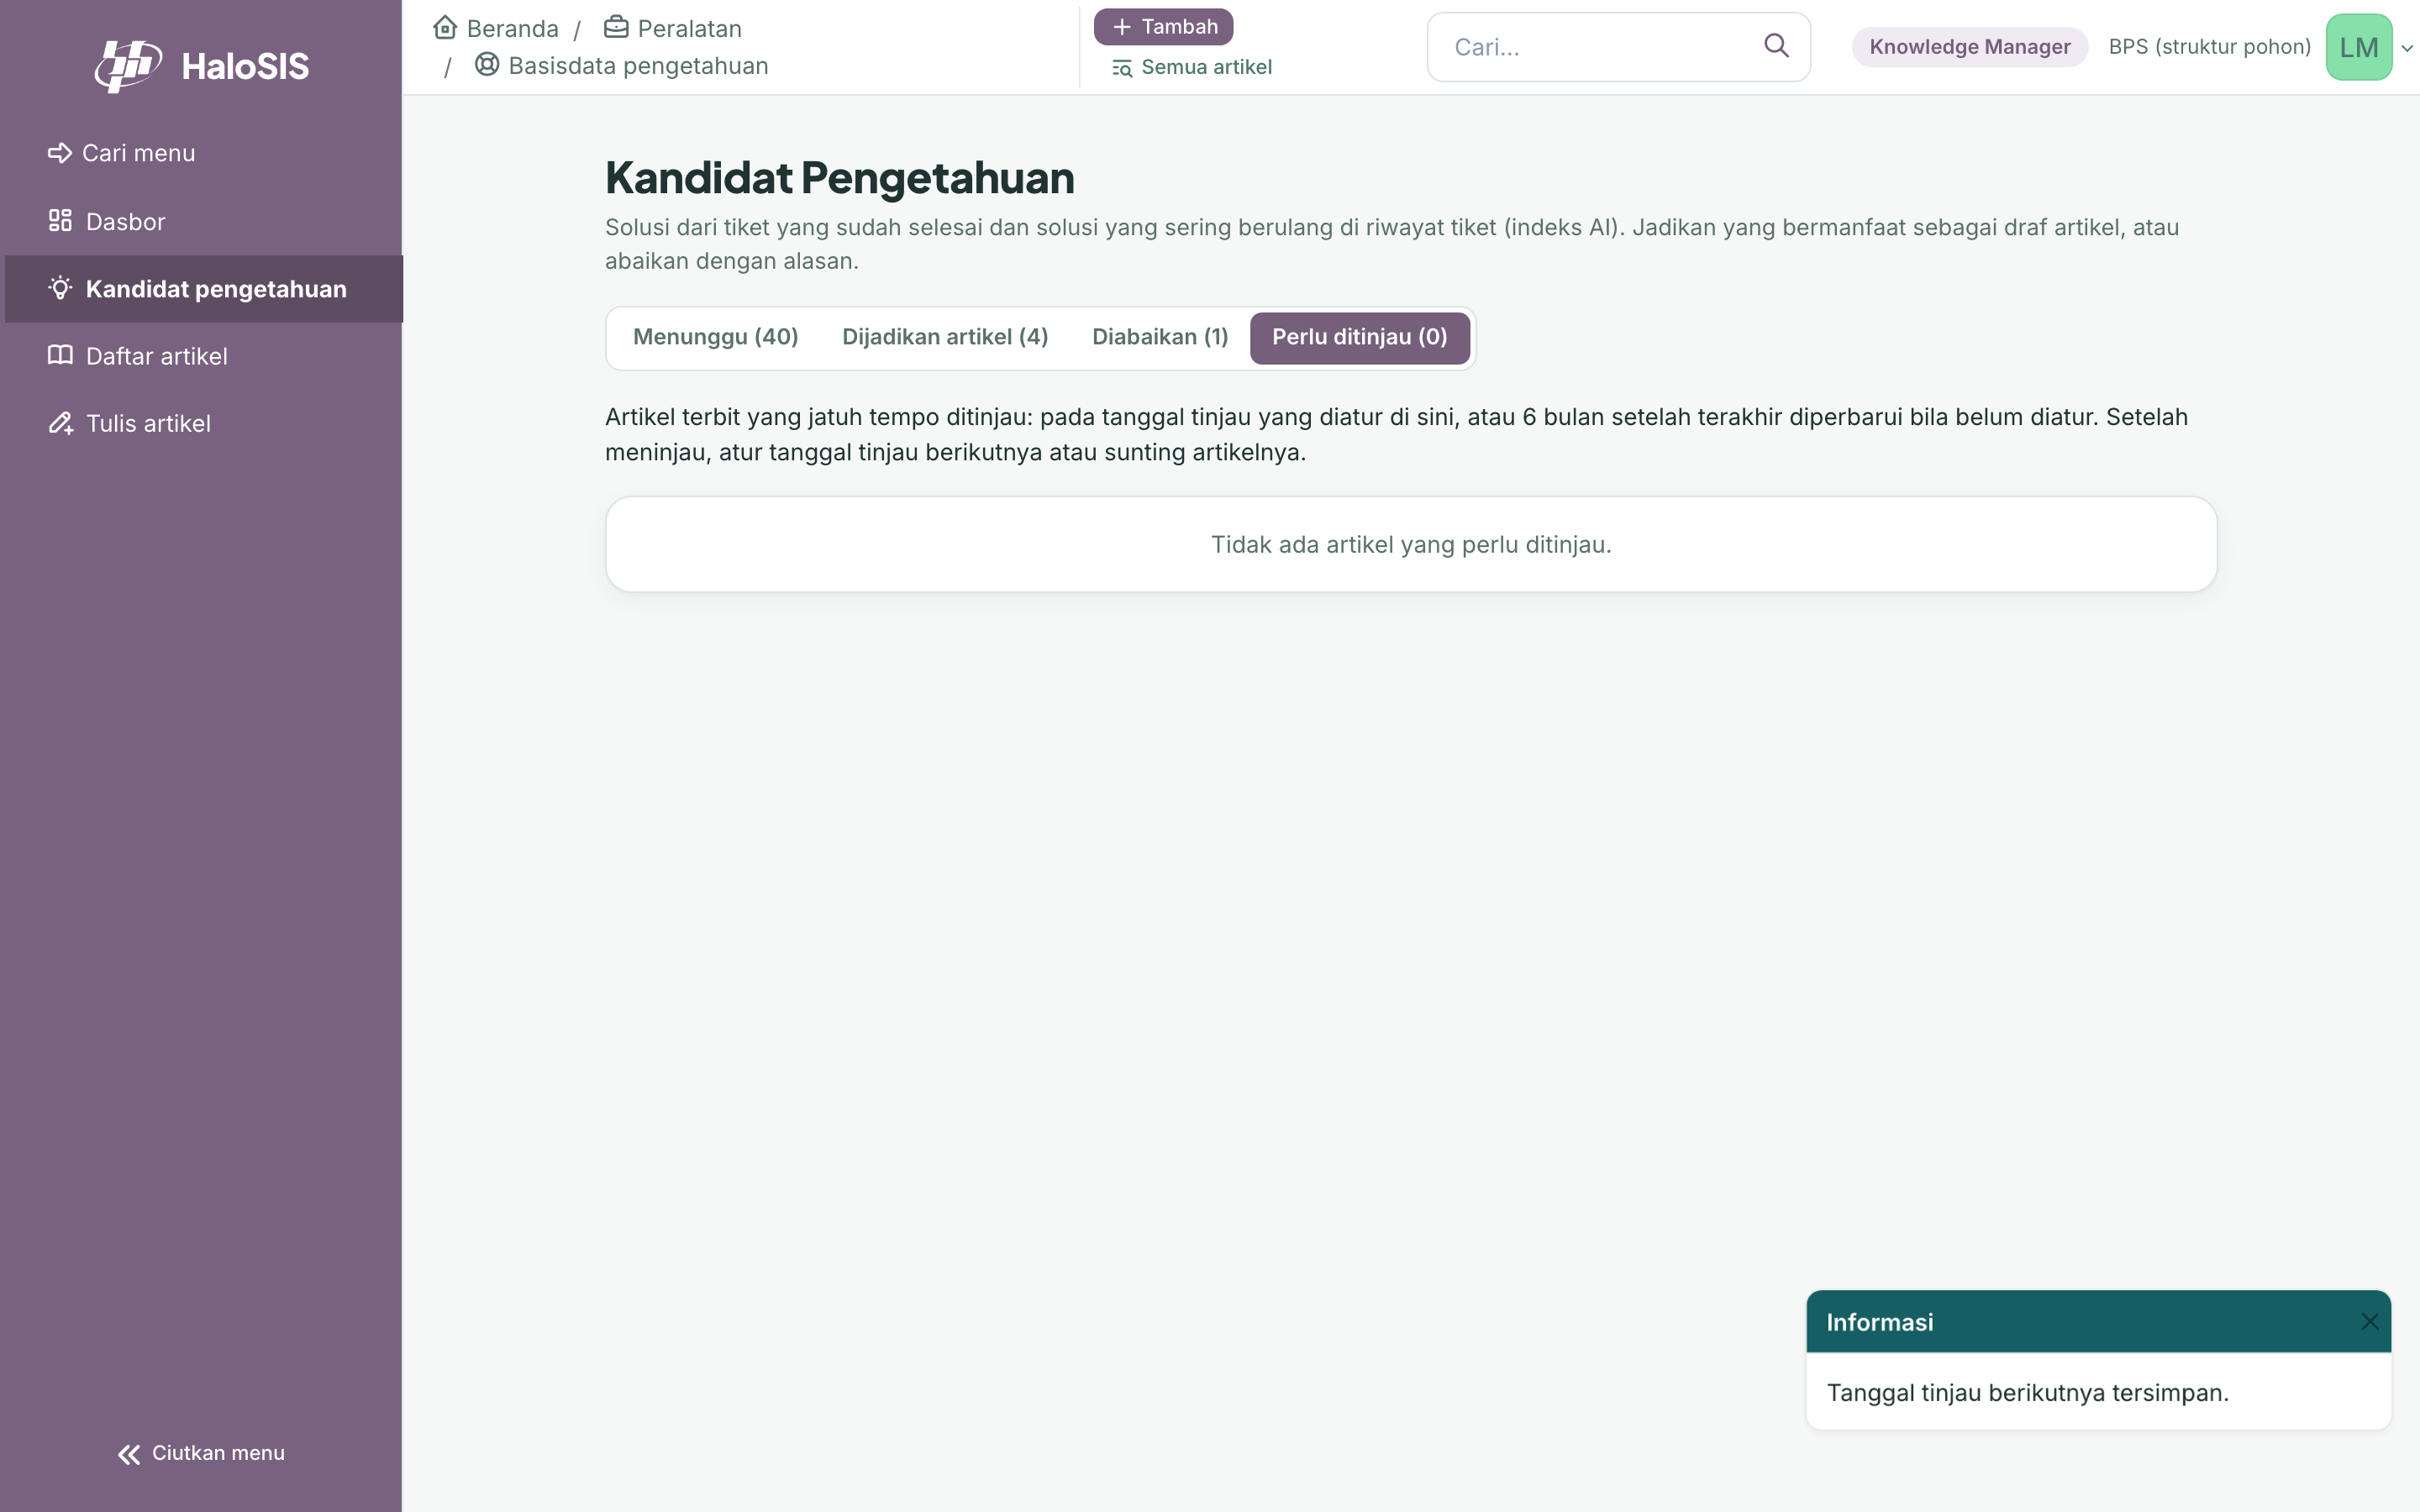 HaloSIS
Cari menu
Dasbor
Kandidat pengetahuan
Daftar artikel
Tulis artikel
Ciutkan menu
Beranda / Peralatan
/ Basisdata pengetahuan
Tambah
Semua artikel
Cari...
Knowledge Manager
BPS (struktur pohon)
LM
Kandidat Pengetahuan
Solusi dari tiket yang sudah selesai dan solusi yang sering berulang di riwayat tiket (indeks AI). Jadikan yang bermanfaat sebagai draf artikel, atau
abaikan dengan alasan.
Menunggu (40) Dijadikan artikel (4) Diabaikan (1) Perlu ditinjau (0)
Artikel terbit yang jatuh tempo ditinjau: pada tanggal tinjau yang diatur di sini, atau 6 bulan setelah terakhir diperbarui bila belum diatur. Setelah
meninjau, atur tanggal tinjau berikutnya atau sunting artikelnya.
Tidak ada artikel yang perlu ditinjau.
Informasi
Tanggal tinjau berikutnya tersimpan.